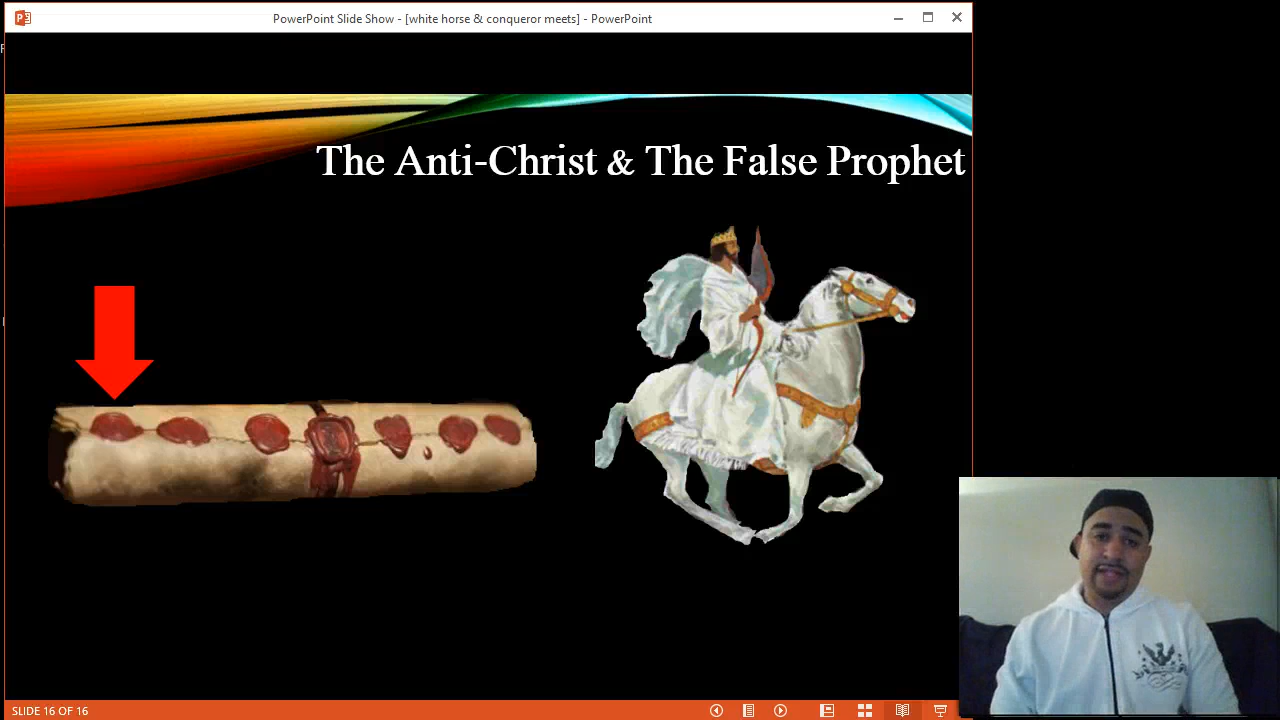 PowerPoint Slide Show - [white horse & conqueror meets] - PowerPoint
The Anti-Christ & The False Prophet
SLIDE 16 OF 16